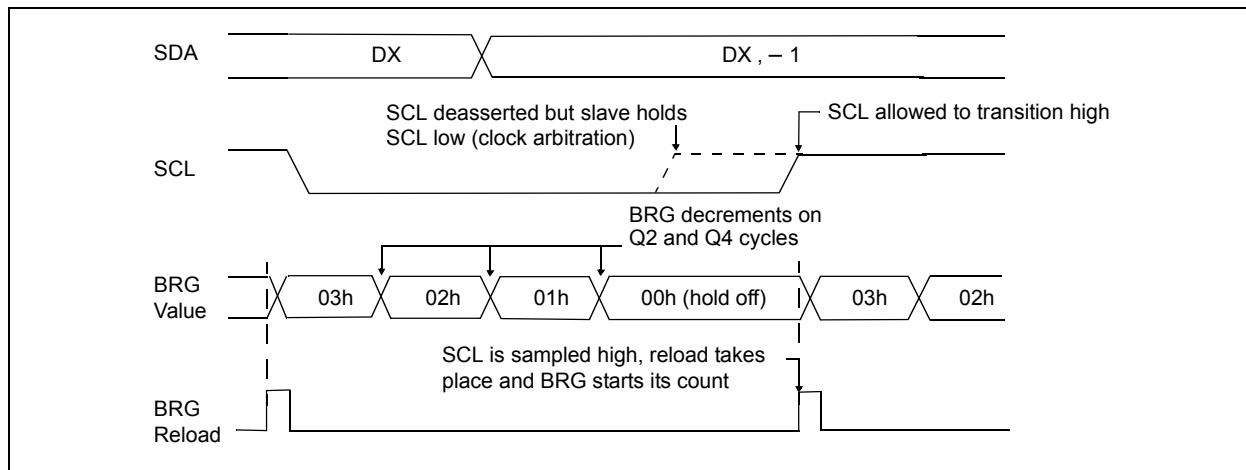 SDA
DX
DX , – 1
SCL deasserted but slave holds
SCL low (clock arbitration)
SCL allowed to transition high
SCL
BRG decrements on
Q2 and Q4 cycles
BRG
Value
03h
02h
01h
00h (hold off)
03h
02h
SCL is sampled high, reload takes
place and BRG starts its count
BRG
Reload